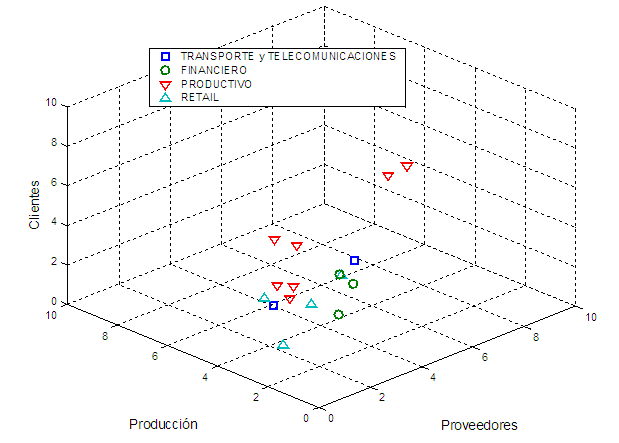 TRANSPORTE y TELECOMUNICACIONES
FINANCIERO
PRODUCTIVO
RETAIL
10
8
6
4
2
0
Clientes
10
8
6
4
2
0
Producción
0
2
4
6
8
10
Proveedores